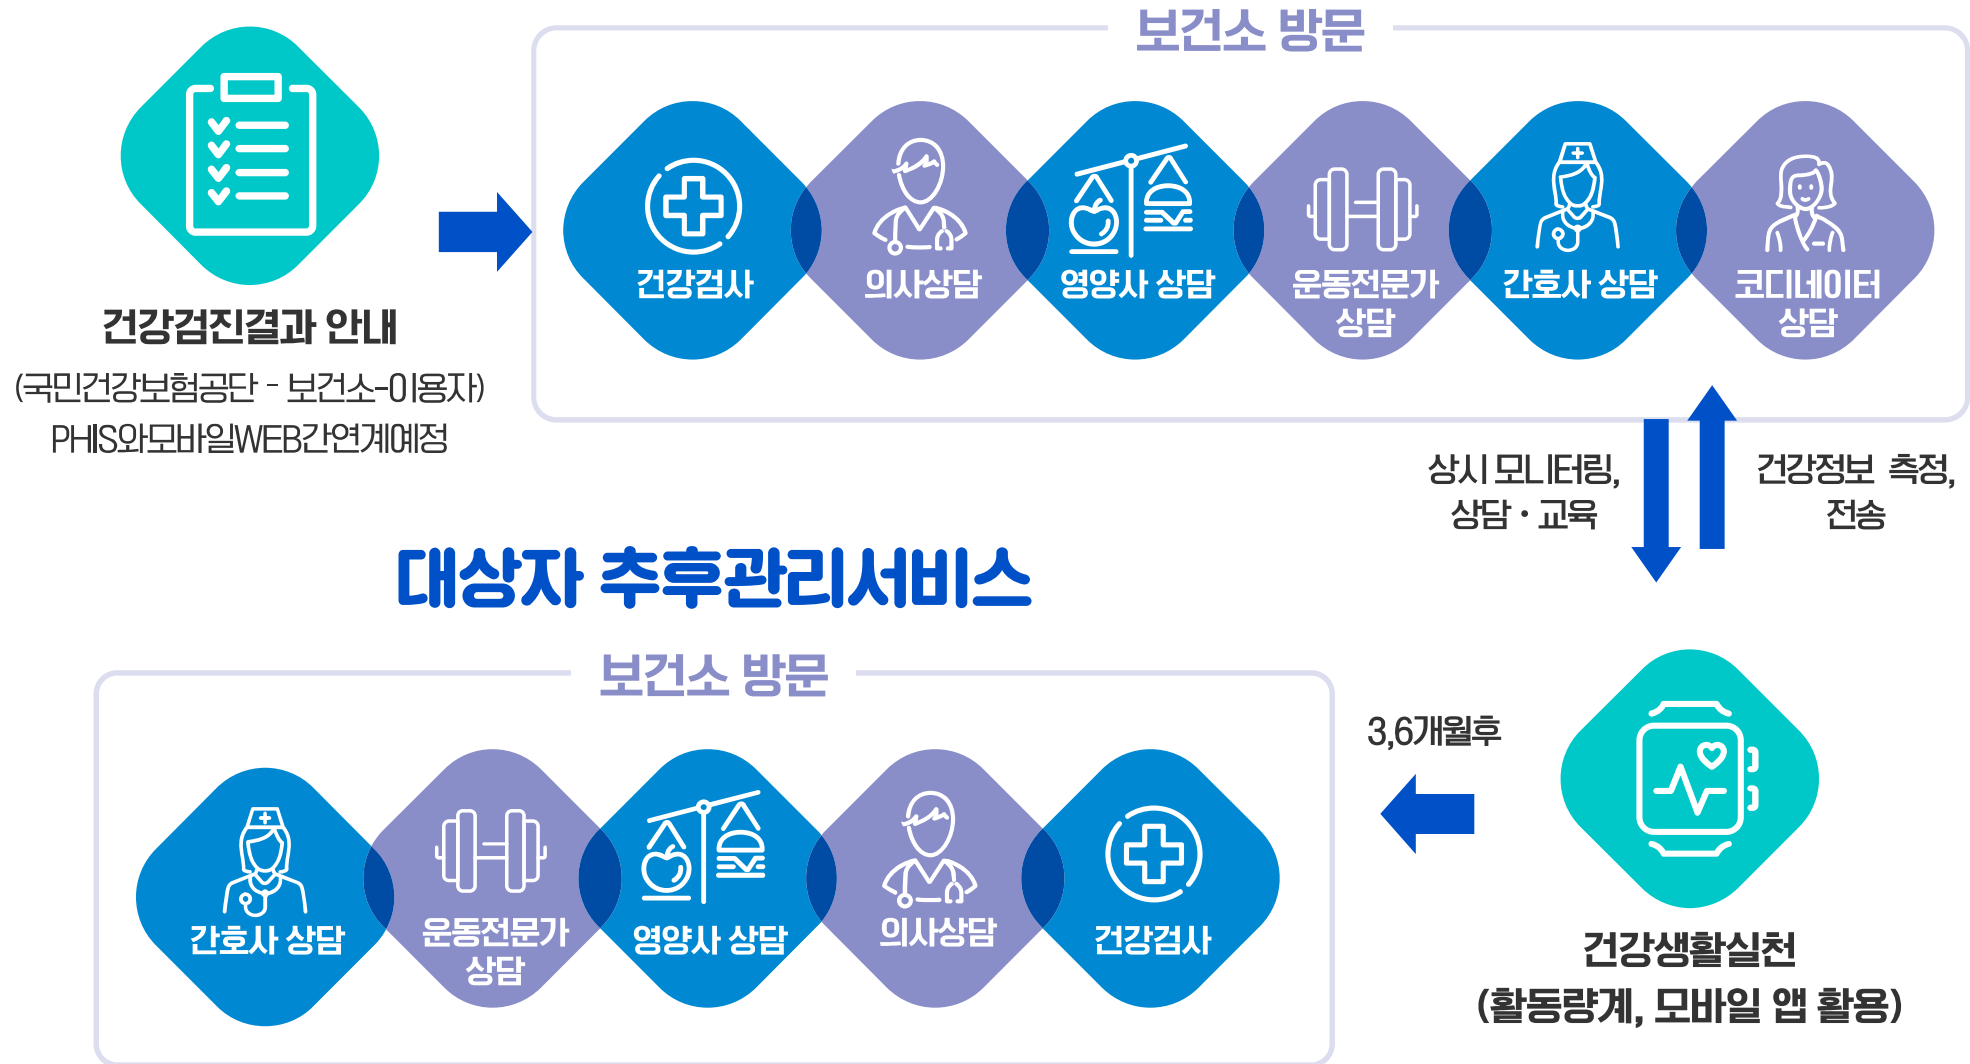 보건소 방문
건강검사
의사상담
영양사 상담
운동전문가
상담
간호사 상담
코디네이터
상담
건강검진결과 안내
(국민건강보험공단 - 보건소-이용자)
PHIS와모바일WEB간연계예정
상시 모니터링,
상담 · 교육
건강정보 측정,
전송
대상자 추후관리서비스
보건소 방문
3,6개월후
간호사 상담
운동전문가
상담
영양사 상담
의사상담
건강검사
건강생활실천
(활동량계, 모바일 앱 활용)